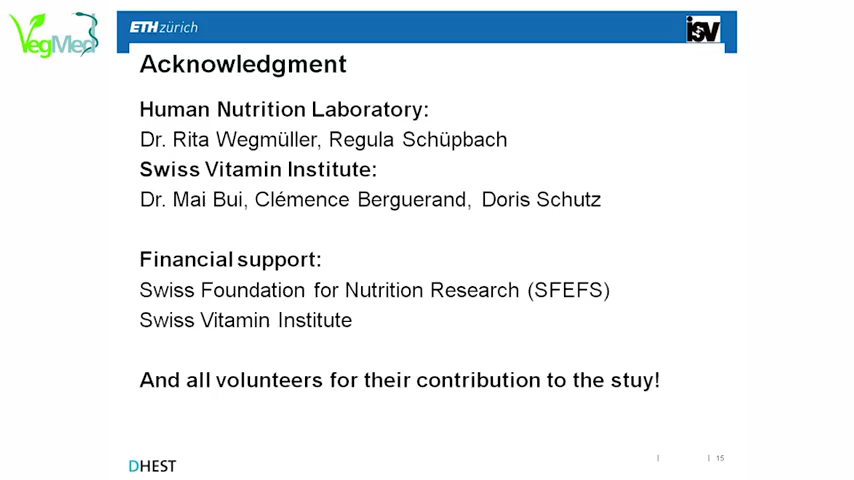 VegMed
ETH zürich
isv
Acknowledgment
Human Nutrition Laboratory:
Dr. Rita Wegmüller, Regula Schüpbach
Swiss Vitamin Institute:
Dr. Mai Bui, Clémence Berguerand, Doris Schutz
Financial support:
Swiss Foundation for Nutrition Research (SFEFS)
Swiss Vitamin Institute
And all volunteers for their contribution to the stuy!
DHEST
| | 15